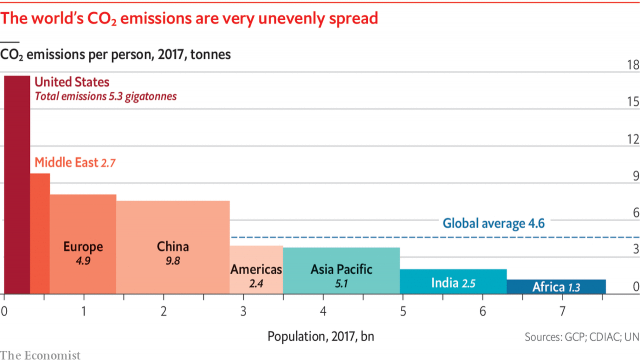 The world's CO₂ emissions are very unevenly spread
CO₂ emissions per person, 2017, tonnes
18
United States
Total emissions 5.3 gigatonnes
15
12
Middle East 2.7
9
6
Global average 4.6
Europe
4.9
China
9.8
3
Americas
2.4
Asia Pacific
5.1
India 2.5
Africa 1.3
0
0 1 2 3 4 5 6 7
Population, 2017, bn
Sources: GCP; CDIAC; UN
The Economist